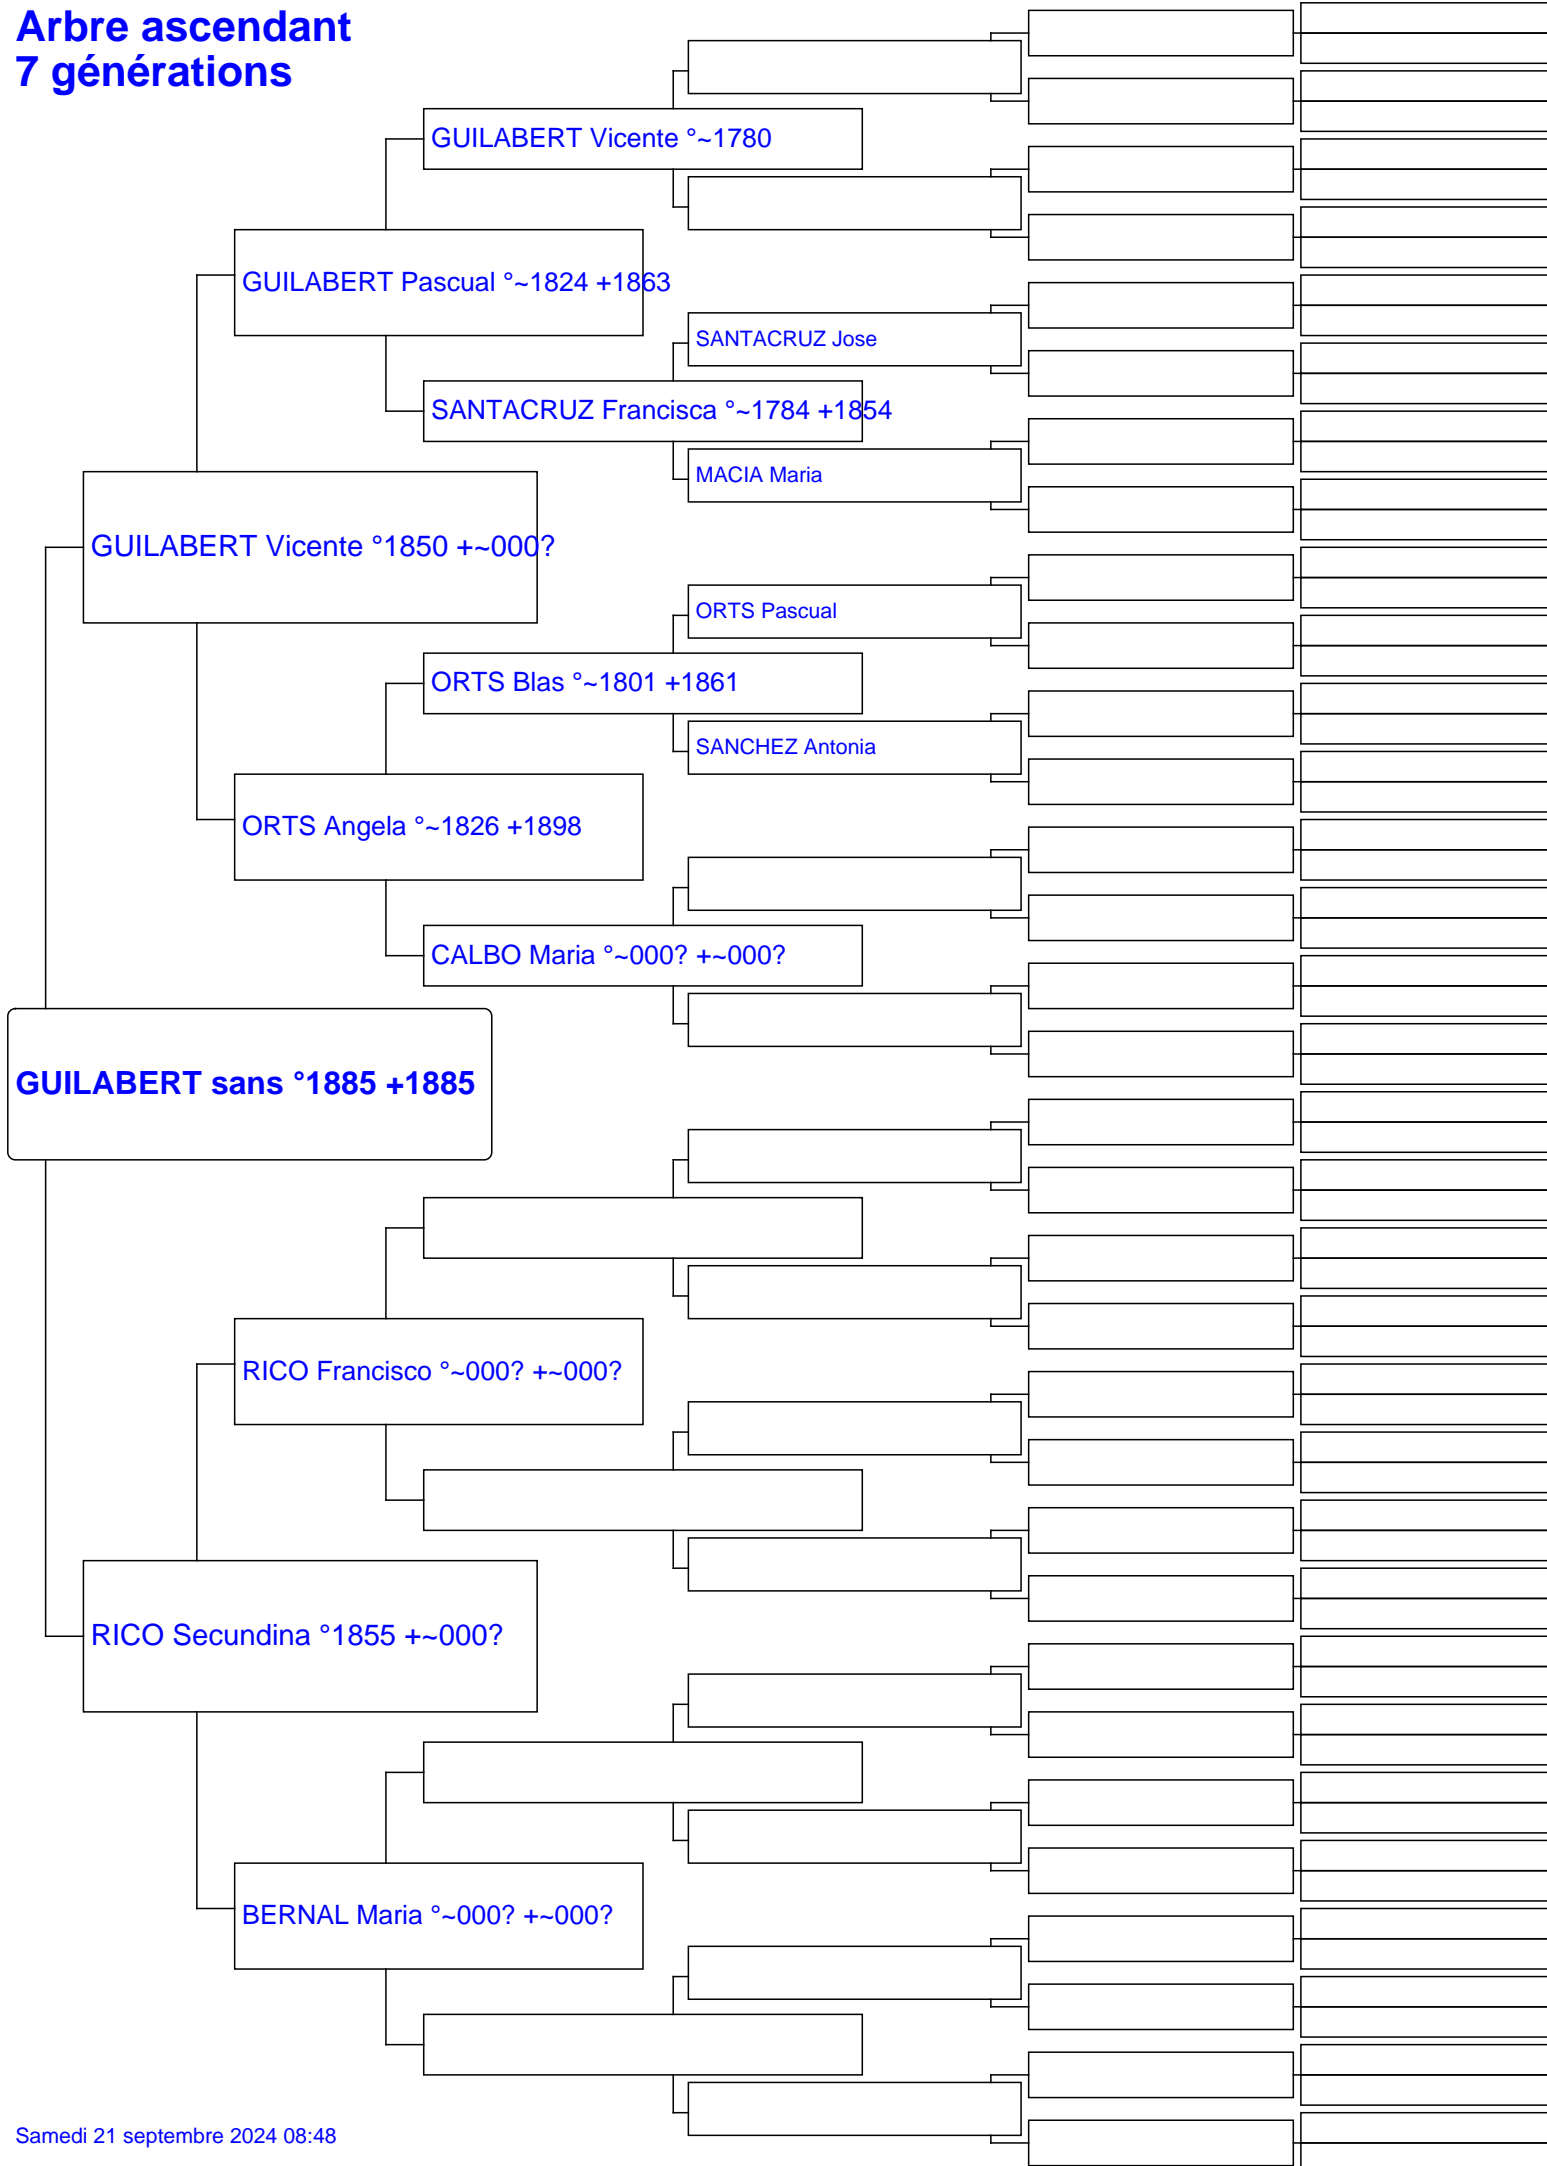 Arbre ascendant
7 générations
GUILABERT Vicente °~1780
GUILABERT Pascual °~1824 +1863
SANTACRUZ Jose
SANTACRUZ Francisca °~1784 +1854
MACIA Maria
GUILABERT Vicente °1850 +~000?
ORTS Pascual
ORTS Blas °~1801 +1861
SANCHEZ Antonia
ORTS Angela °~1826 +1898
CALBO Maria °~000? +~000?
GUILABERT sans °1885 +1885
RICO Francisco °~000? +~000?
RICO Secundina °1855 +~000?
BERNAL Maria °~000? +~000?
Samedi 21 septembre 2024 08:48